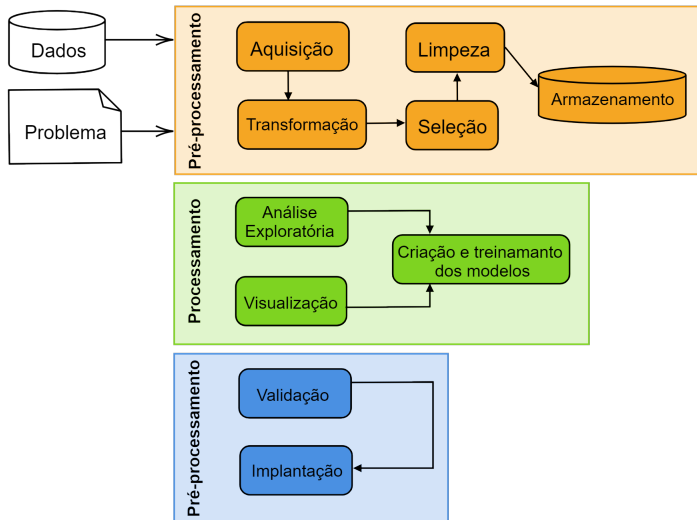 Dados
Problema
Pré-processamento
Aquisição
Transformação
Limpeza
Seleção
Armazenamento
Processamento
Análise
Exploratória
Visualização
Criação e treinamanto
dos modelos
Pré-processamento
Validação
Implantação